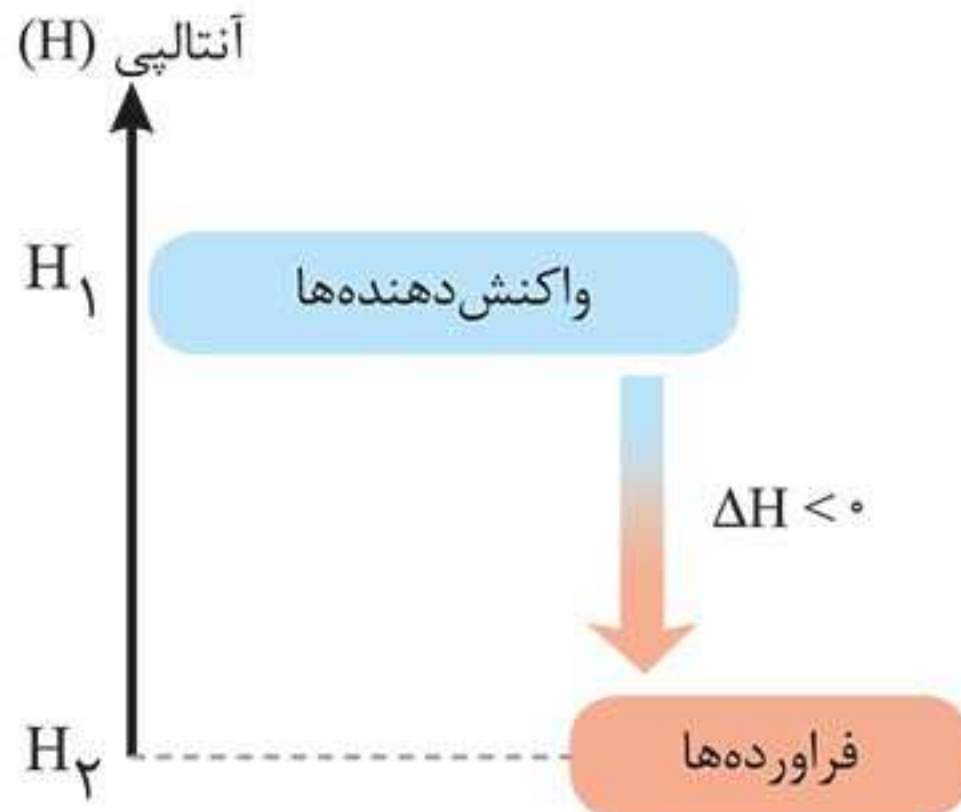 آنتالپی (H)
H۱
واکنش‌دهنده‌ها
ΔH < ۰
H۲
فراورده‌ها